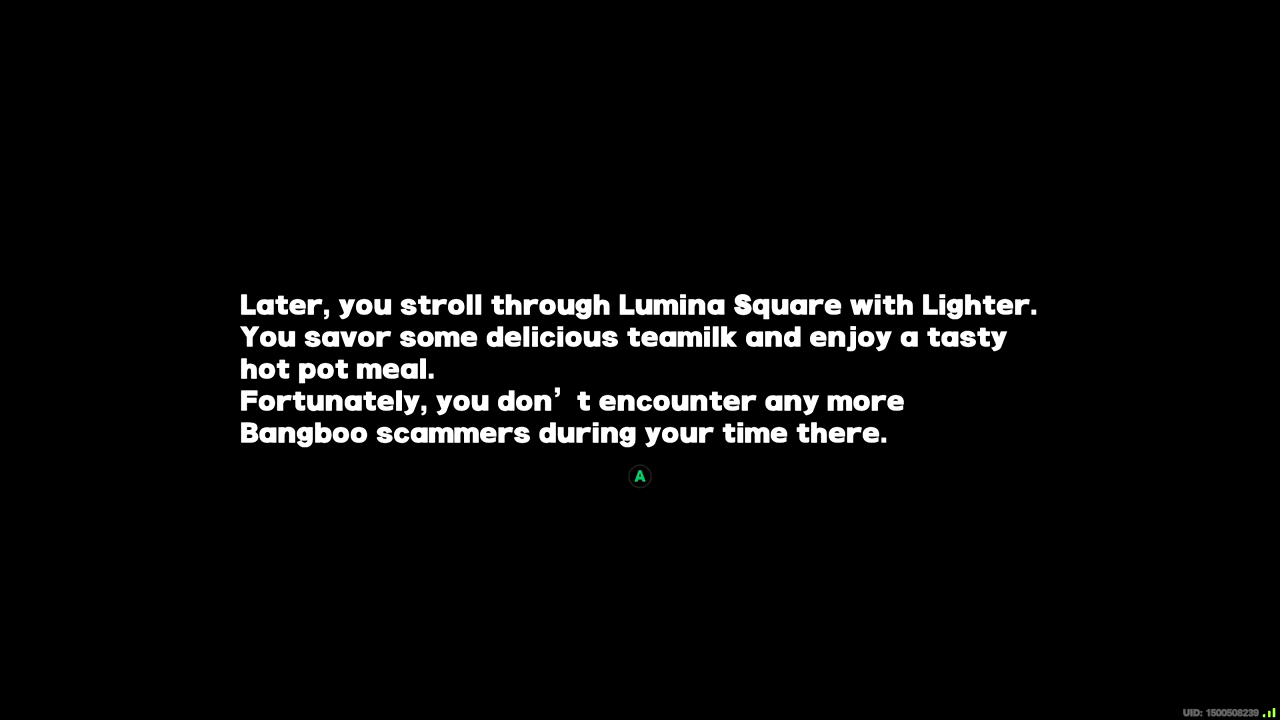 Later, you stroll through Lumina Square with Lighter.
You savor some delicious teamilk and enjoy a tasty
hot pot meal.
Fortunately, you don’t encounter any more
Bangboo scammers during your time there.
A
UID: 1500508239